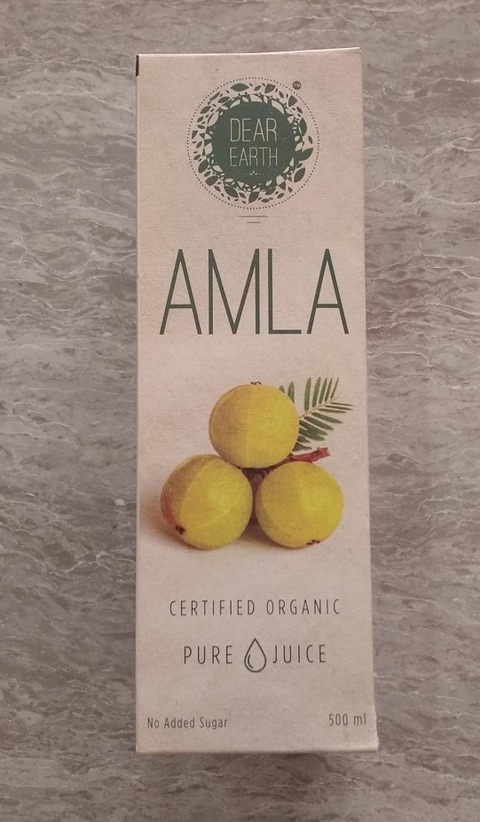 DEAR
EARTH
AMLA
CERTIFIED ORGANIC
PURE JUICE
No Added Sugar
500 ml